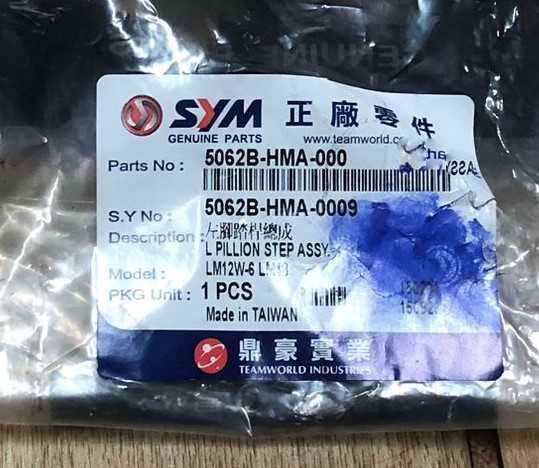 SYM 正廠零件
GENUINE PARTS www.teamworld.co
Parts No : 5062B-HMA-000
S.Y No : 5062B-HMA-0009
Description : 左腳踏桿總成
L PILLION STEP ASSY
Model : LM12W-6 LM18
PKG Unit : 1 PCS
Made in TAIWAN
鼎豪實業
TEAMWORLD INDUSTRIES